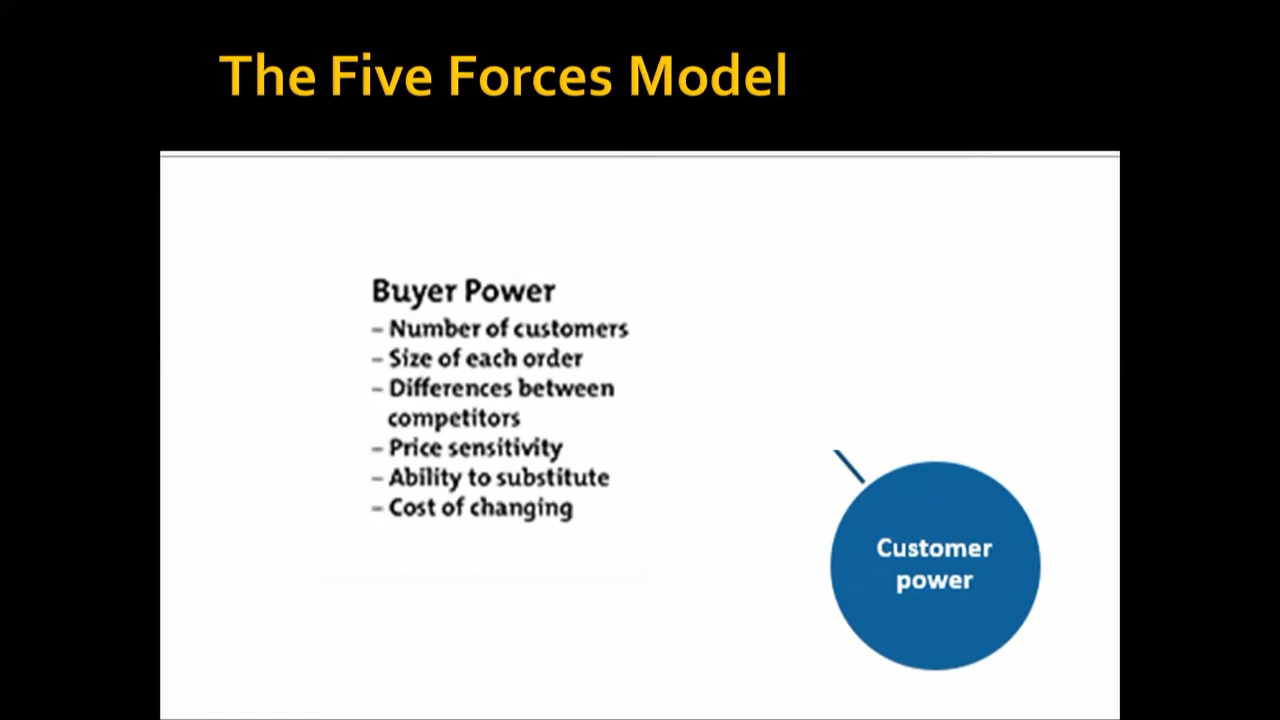 The Five Forces Model
Buyer Power
– Number of customers
– Size of each order
– Differences between
competitors
– Price sensitivity
– Ability to substitute
– Cost of changing
Customer
power